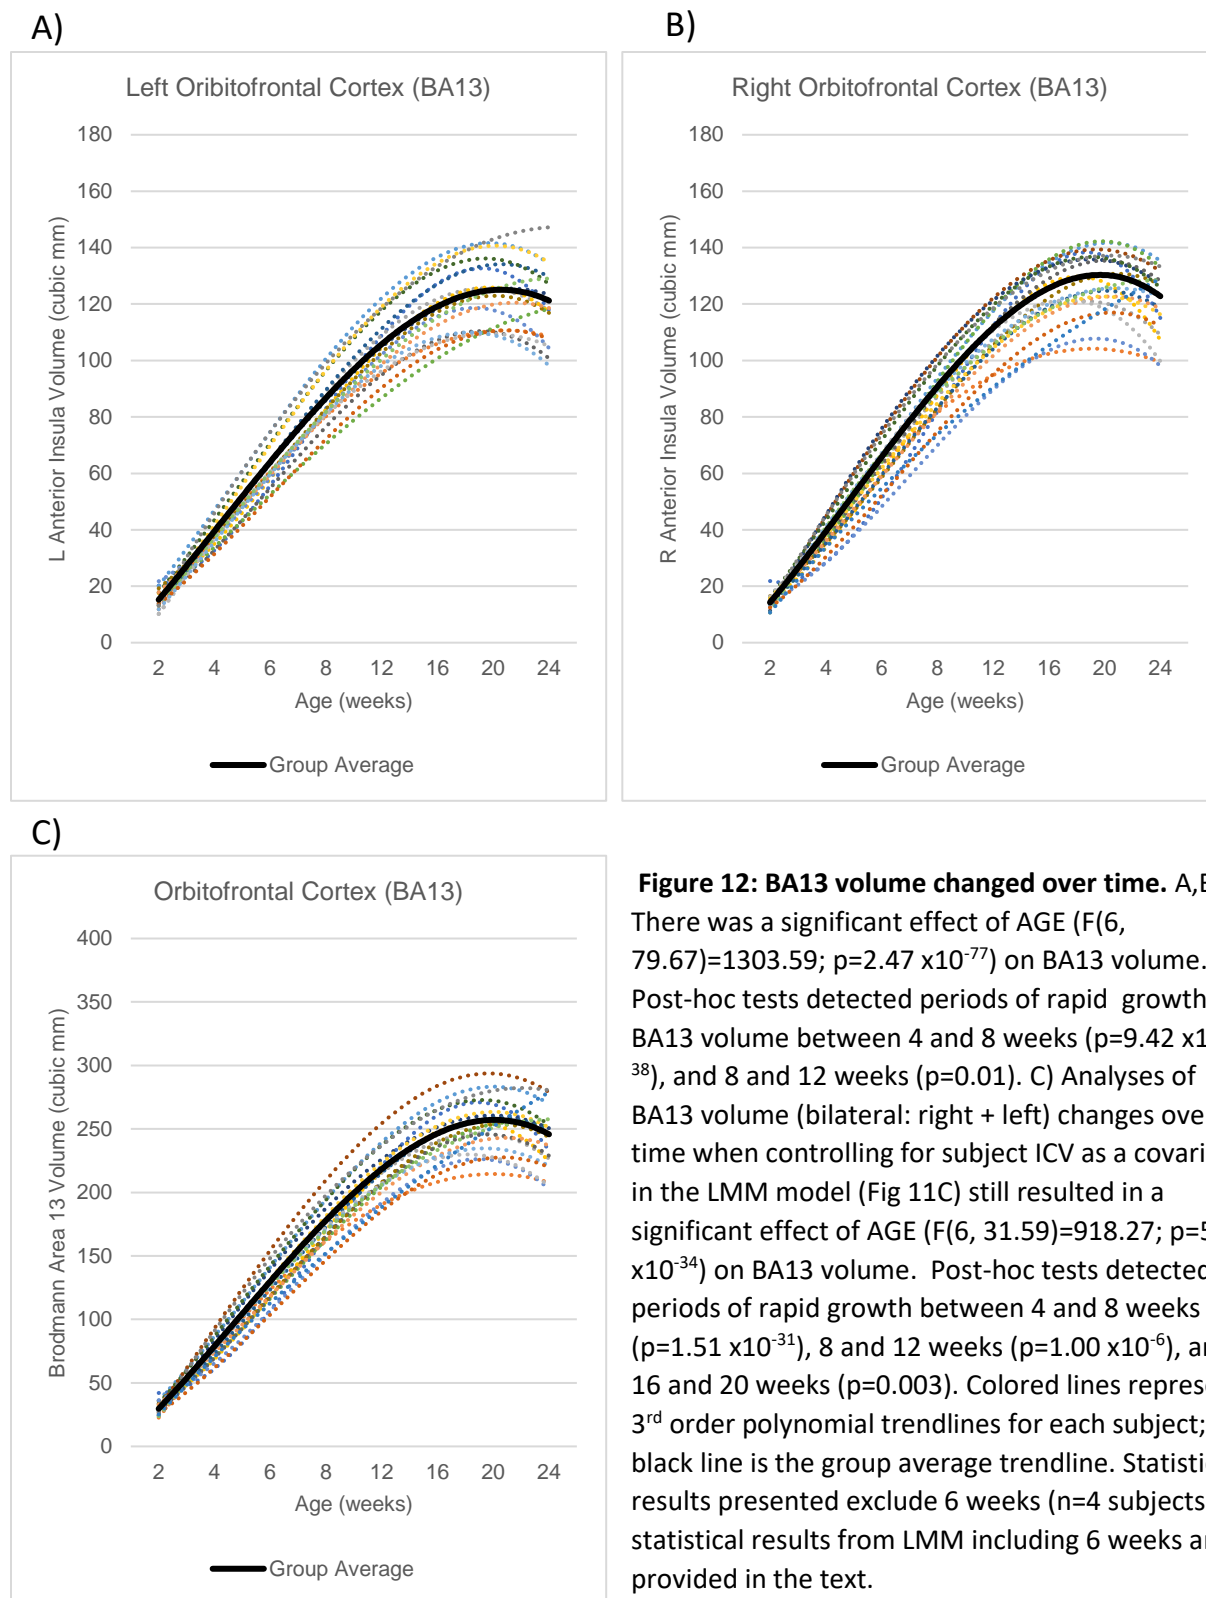 A)
B)
Left Oribitofrontal Cortex (BA13)
180
160
140
120
100
80
60
40
20
0
L Anterior Insula Volume (cubic mm)
2 4 6 8 12 16 20 24
Age (weeks)
Group Average
Right Orbitofrontal Cortex (BA13)
180
160
140
120
100
80
60
40
20
0
R Anterior Insula Volume (cubic mm)
2 4 6 8 12 16 20 24
Age (weeks)
Group Average
C)
Orbitofrontal Cortex (BA13)
400
350
300
250
200
150
100
50
0
Brodmann Area 13 Volume (cubic mm)
2 4 6 8 12 16 20 24
Age (weeks)
Group Average
Figure 12: BA13 volume changed over time. A,B
There was a significant effect of AGE (F(6,
79.67)=1303.59; p=2.47 x10-77) on BA13 volume.
Post-hoc tests detected periods of rapid growth
BA13 volume between 4 and 8 weeks (p=9.42 x1
38), and 8 and 12 weeks (p=0.01). C) Analyses of
BA13 volume (bilateral: right + left) changes over
time when controlling for subject ICV as a covari
in the LMM model (Fig 11C) still resulted in a
significant effect of AGE (F(6, 31.59)=918.27; p=5
x10-34) on BA13 volume. Post-hoc tests detected
periods of rapid growth between 4 and 8 weeks
(p=1.51 x10-31), 8 and 12 weeks (p=1.00 x10-6), a
16 and 20 weeks (p=0.003). Colored lines represe
3rd order polynomial trendlines for each subject;
black line is the group average trendline. Statistic
results presented exclude 6 weeks (n=4 subjects
statistical results from LMM including 6 weeks a
provided in the text.